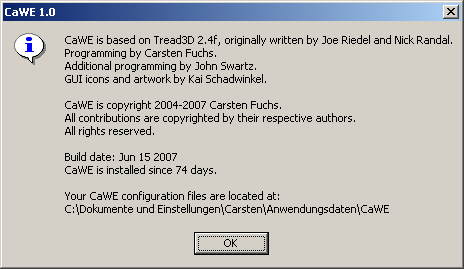 CaWE 1.0
CaWE is based on Tread3D 2.4f, originally written by Joe Riedel and Nick Randal.
Programming by Carsten Fuchs.
Additional programming by John Swartz.
GUI icons and artwork by Kai Schadwinkel.
CaWE is copyright 2004-2007 Carsten Fuchs.
All contributions are copyrighted by their respective authors.
All rights reserved.
Build date: Jun 15 2007
CaWE is installed since 74 days.
Your CaWE configuration files are located at:
C:\Dokumente und Einstellungen\Carsten\Anwendungsdaten\CaWE
OK